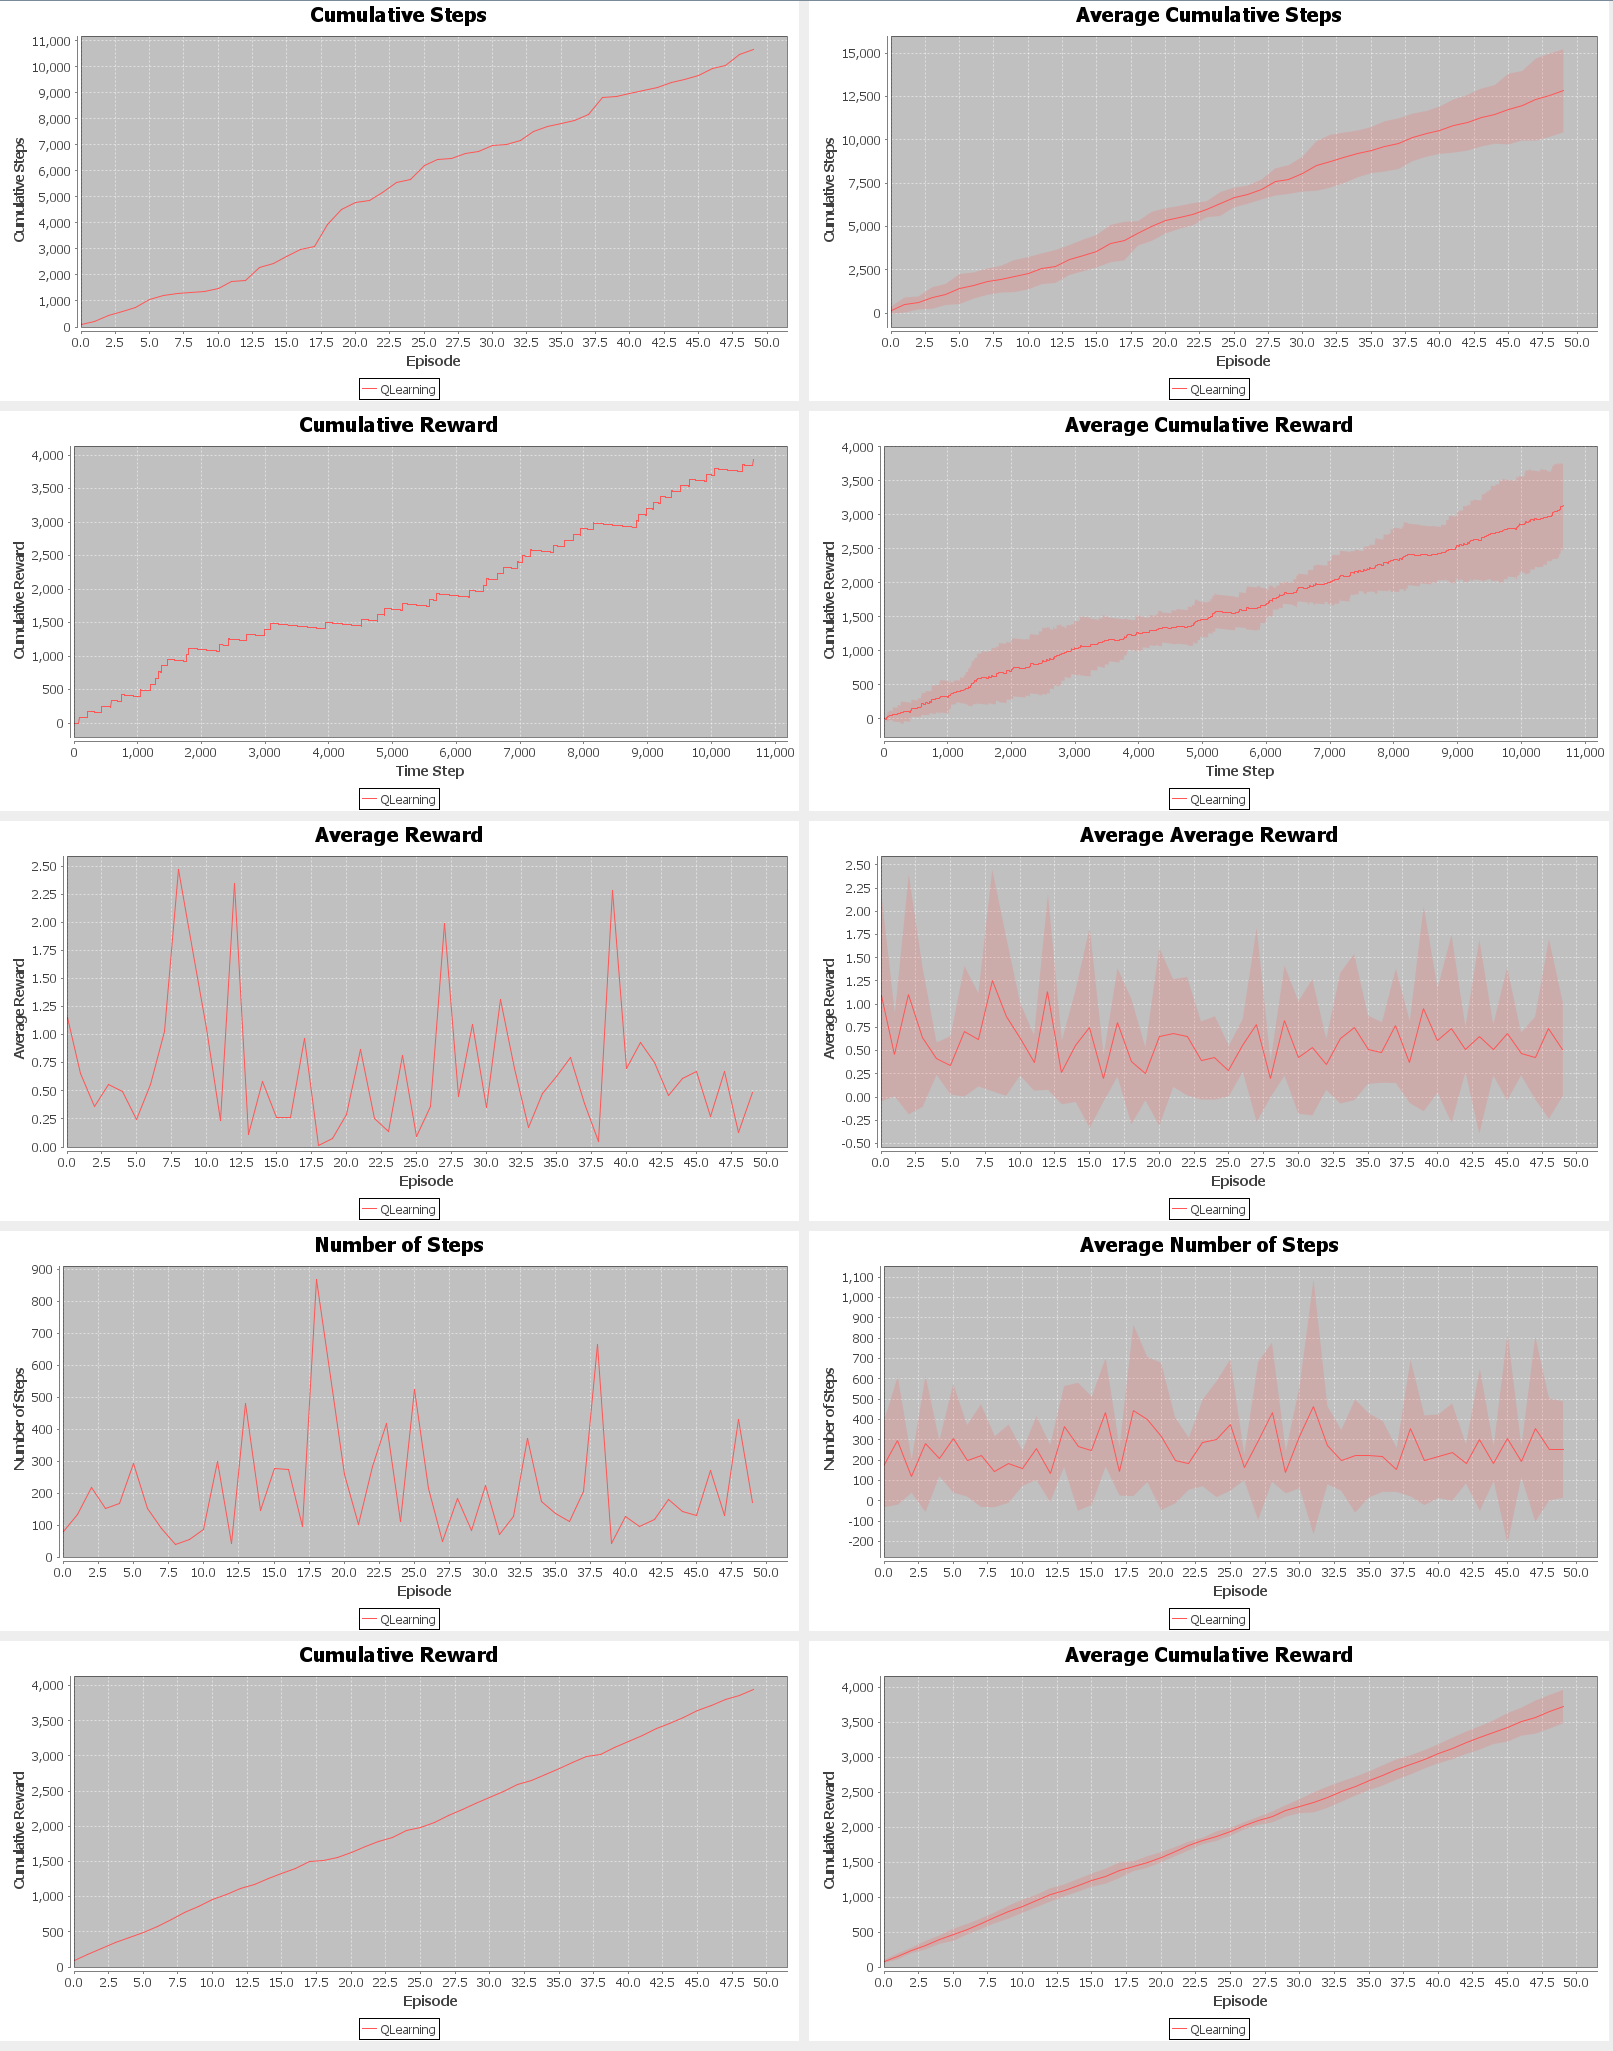 Cumulative Steps
11,000
10,000
9,000
8,000
7,000
6,000
5,000
4,000
3,000
2,000
1,000
0
Cumulative Steps
0.0 2.5 5.0 7.5 10.0 12.5 15.0 17.5 20.0 22.5 25.0 27.5 30.0 32.5 35.0 37.5 40.0 42.5 45.0 47.5 50.0
Episode
QLearning
Average Cumulative Steps
15,000
12,500
10,000
7,500
5,000
2,500
0
Cumulative Steps
0.0 2.5 5.0 7.5 10.0 12.5 15.0 17.5 20.0 22.5 25.0 27.5 30.0 32.5 35.0 37.5 40.0 42.5 45.0 47.5 50.0
Episode
QLearning
Cumulative Reward
4,000
3,500
3,000
2,500
2,000
1,500
1,000
500
0
Cumulative Reward
0 1,000 2,000 3,000 4,000 5,000 6,000 7,000 8,000 9,000 10,000 11,000
Time Step
QLearning
Average Cumulative Reward
4,000
3,500
3,000
2,500
2,000
1,500
1,000
500
0
Cumulative Reward
0 1,000 2,000 3,000 4,000 5,000 6,000 7,000 8,000 9,000 10,000 11,000
Time Step
QLearning
Average Reward
2.50
2.25
2.00
1.75
1.50
1.25
1.00
0.75
0.50
0.25
0.00
Average Reward
0.0 2.5 5.0 7.5 10.0 12.5 15.0 17.5 20.0 22.5 25.0 27.5 30.0 32.5 35.0 37.5 40.0 42.5 45.0 47.5 50.0
Episode
QLearning
Average Average Reward
2.50
2.25
2.00
1.75
1.50
1.25
1.00
0.75
0.50
0.25
0.00
-0.25
-0.50
Average Reward
0.0 2.5 5.0 7.5 10.0 12.5 15.0 17.5 20.0 22.5 25.0 27.5 30.0 32.5 35.0 37.5 40.0 42.5 45.0 47.5 50.0
Episode
QLearning
Number of Steps
900
800
700
600
500
400
300
200
100
0
Number of Steps
0.0 2.5 5.0 7.5 10.0 12.5 15.0 17.5 20.0 22.5 25.0 27.5 30.0 32.5 35.0 37.5 40.0 42.5 45.0 47.5 50.0
Episode
QLearning
Average Number of Steps
1,100
1,000
900
800
700
600
500
400
300
200
100
0
-100
-200
Number of Steps
0.0 2.5 5.0 7.5 10.0 12.5 15.0 17.5 20.0 22.5 25.0 27.5 30.0 32.5 35.0 37.5 40.0 42.5 45.0 47.5 50.0
Episode
QLearning
Cumulative Reward
4,000
3,500
3,000
2,500
2,000
1,500
1,000
500
0
Cumulative Reward
0.0 2.5 5.0 7.5 10.0 12.5 15.0 17.5 20.0 22.5 25.0 27.5 30.0 32.5 35.0 37.5 40.0 42.5 45.0 47.5 50.0
Episode
QLearning
Average Cumulative Reward
4,000
3,500
3,000
2,500
2,000
1,500
1,000
500
0
Cumulative Reward
0.0 2.5 5.0 7.5 10.0 12.5 15.0 17.5 20.0 22.5 25.0 27.5 30.0 32.5 35.0 37.5 40.0 42.5 45.0 47.5 50.0
Episode
QLearning